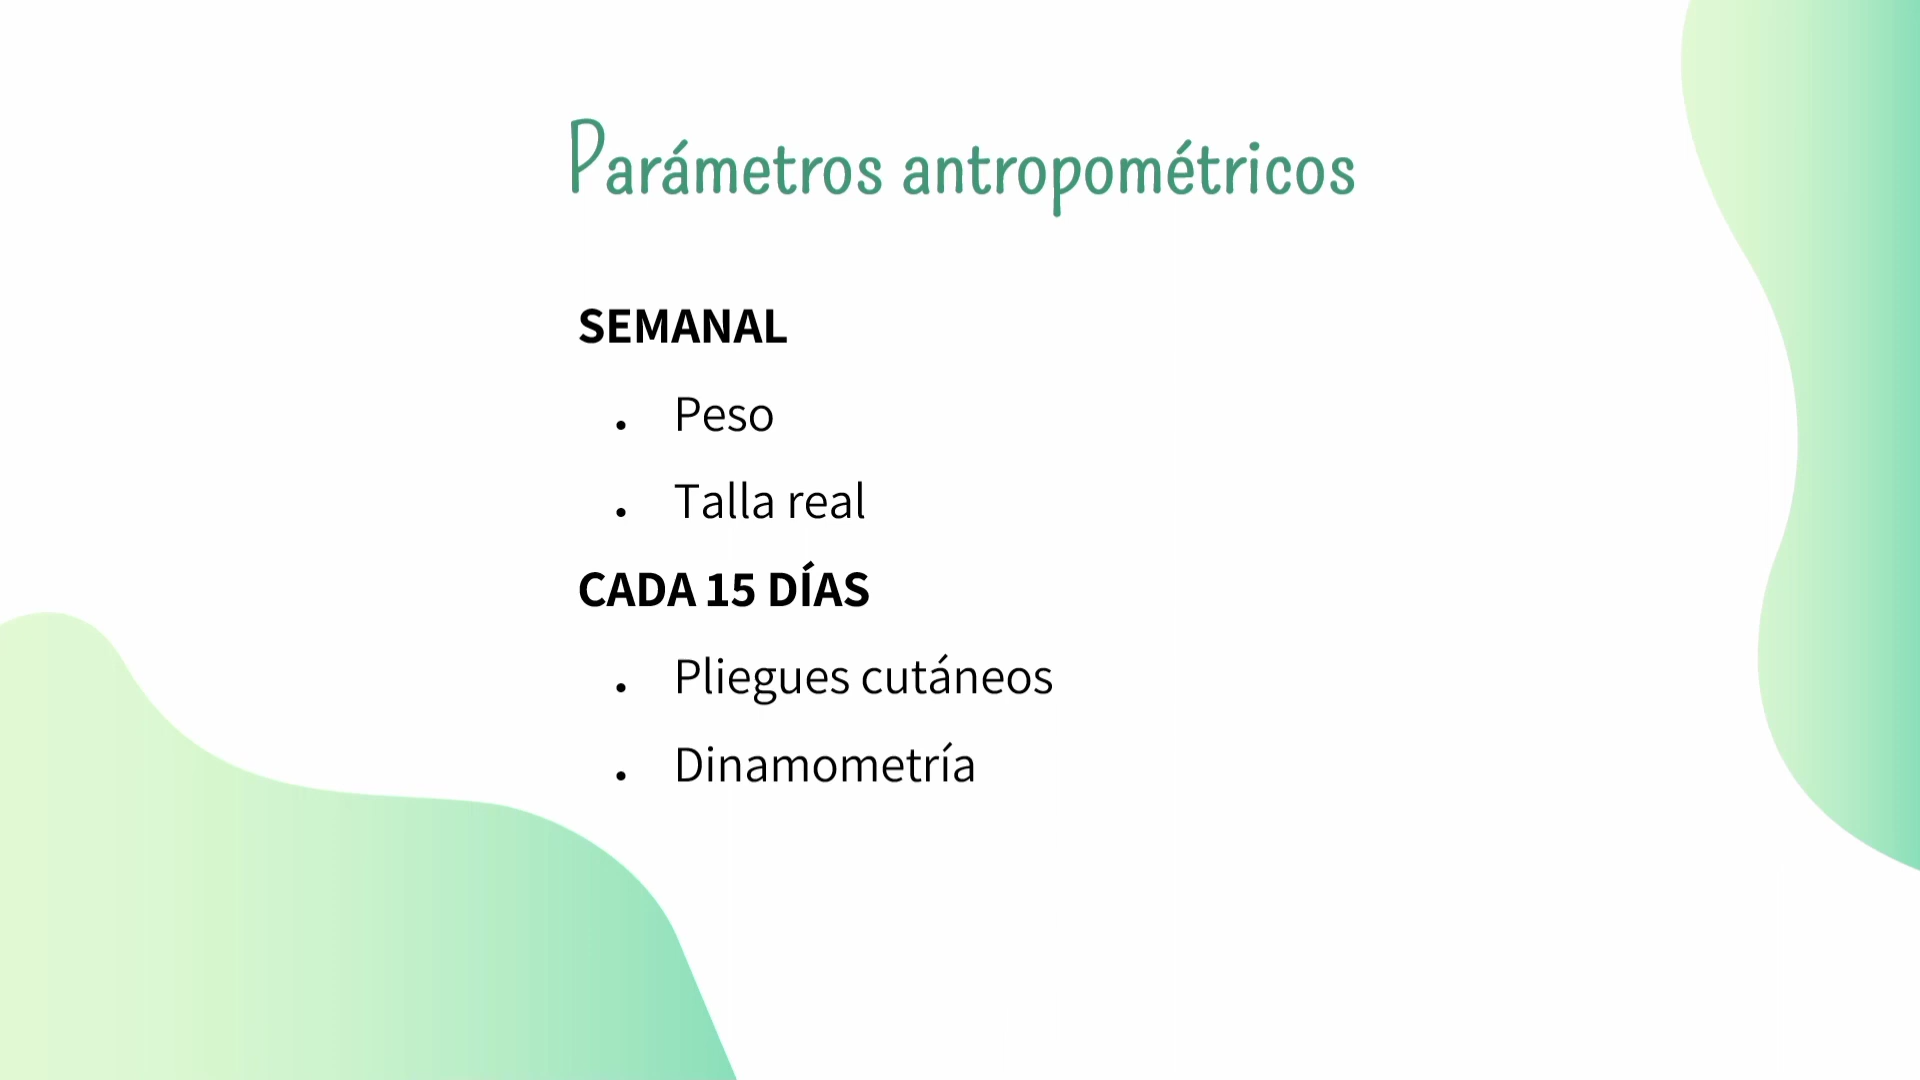 Parámetros antropométricos
SEMANAL
. Peso
. Talla real
CADA 15 DÍAS
. Pliegues cutáneos
. Dinamometría